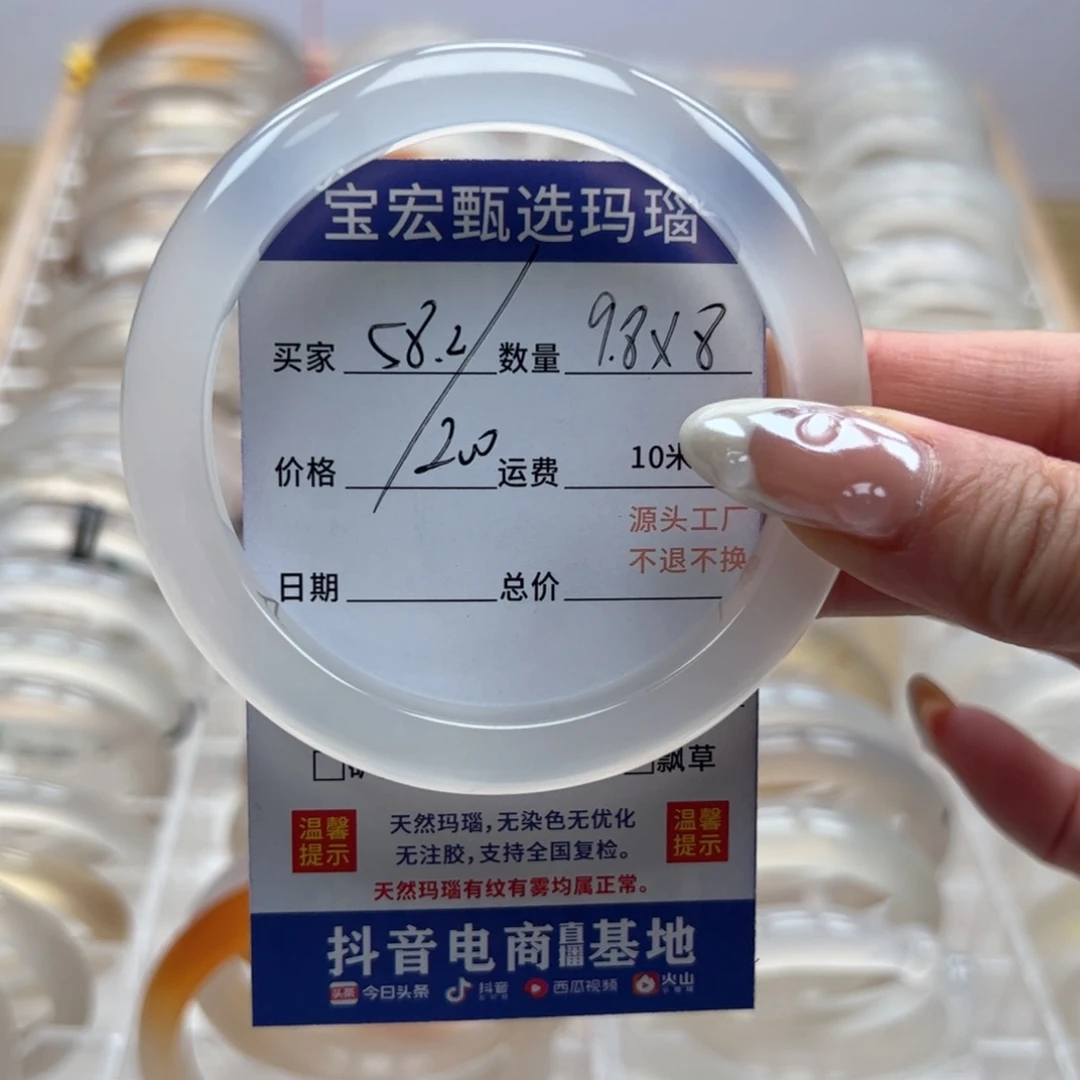 宝宏甄选玛瑙
买家 58.2 数量 9.8X8
价格 200 运费 10米
源头工厂
不退不换
日期 总价
飘草
温馨提示 天然玛瑙,无染色无优化 温馨提示
无注胶,支持全国复检。
天然玛瑙有纹有雾均属正常。
抖音电商直播基地
头条 今日头条 抖音 西瓜视频 火山